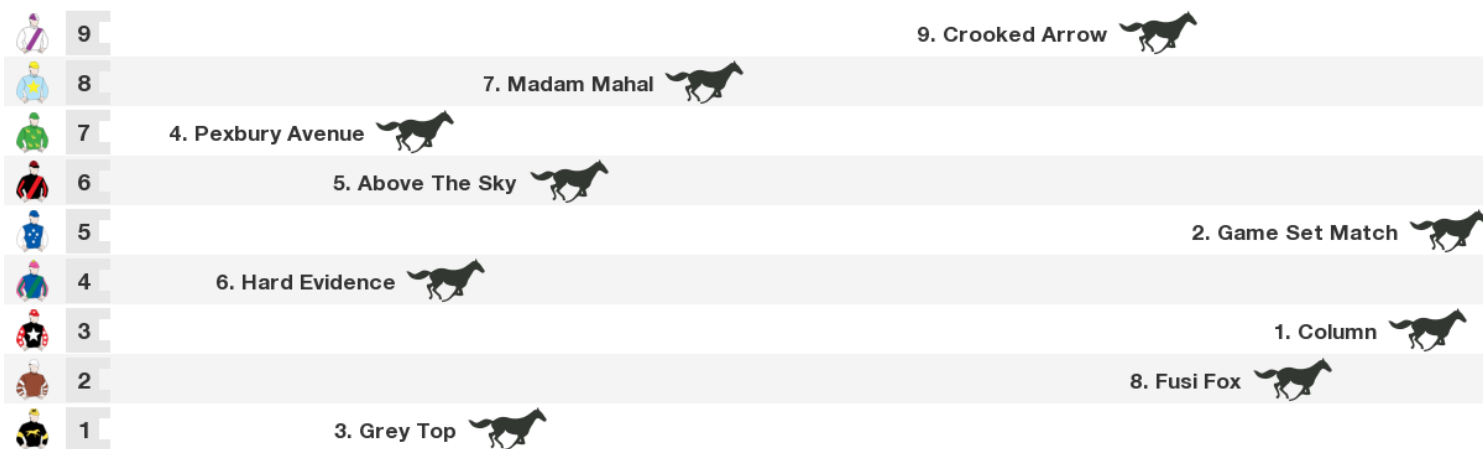 9 9. Crooked Arrow
8 7. Madam Mahal
7 4. Pexbury Avenue
6 5. Above The Sky
5 2. Game Set Match
4 6. Hard Evidence
3 1. Column
2 8. Fusi Fox
1 3. Grey Top